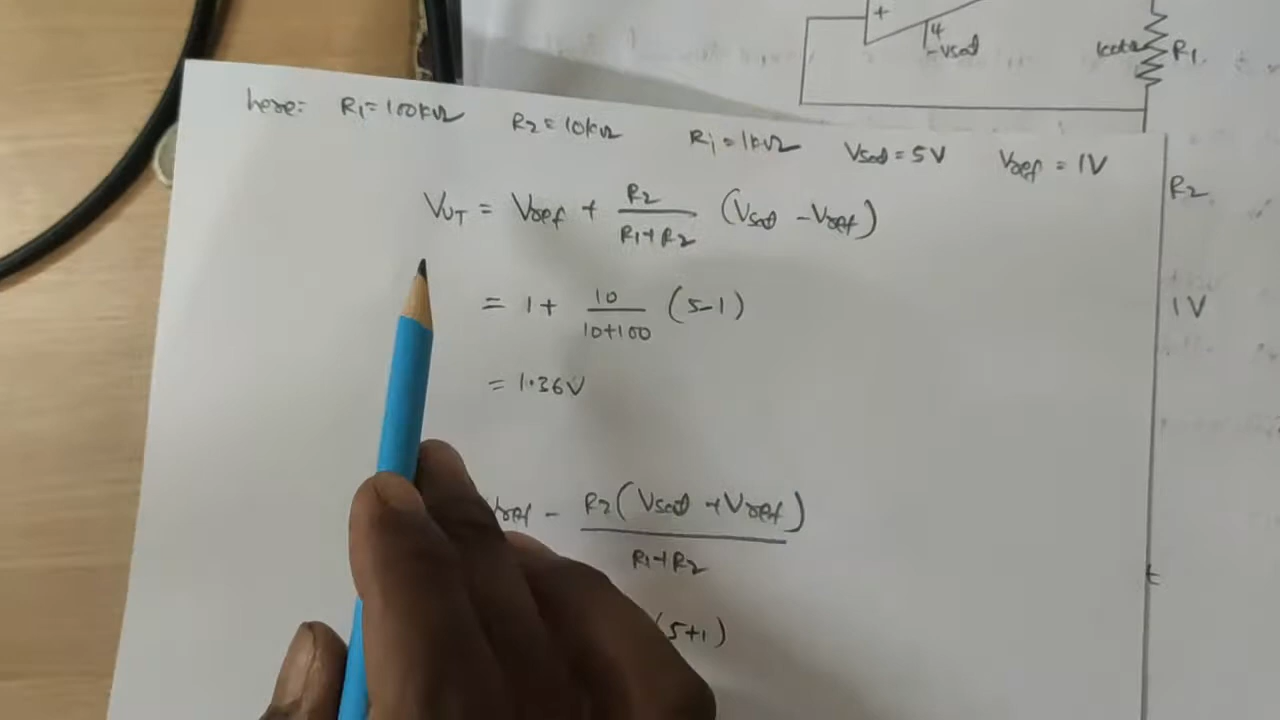 +
4
-Vsat
R1
here:- R1=100kΩ R2=10kΩ Ri=1kΩ Vsat=5V Vref=1V
R2
VUT = Vref + R2/(R1+R2) (Vsat-Vref)
= 1+ 10/(10+100) (5-1)
1V
= 1.36V
Vref - R2(Vsat+Vref)/(R1+R2)
(5+1)